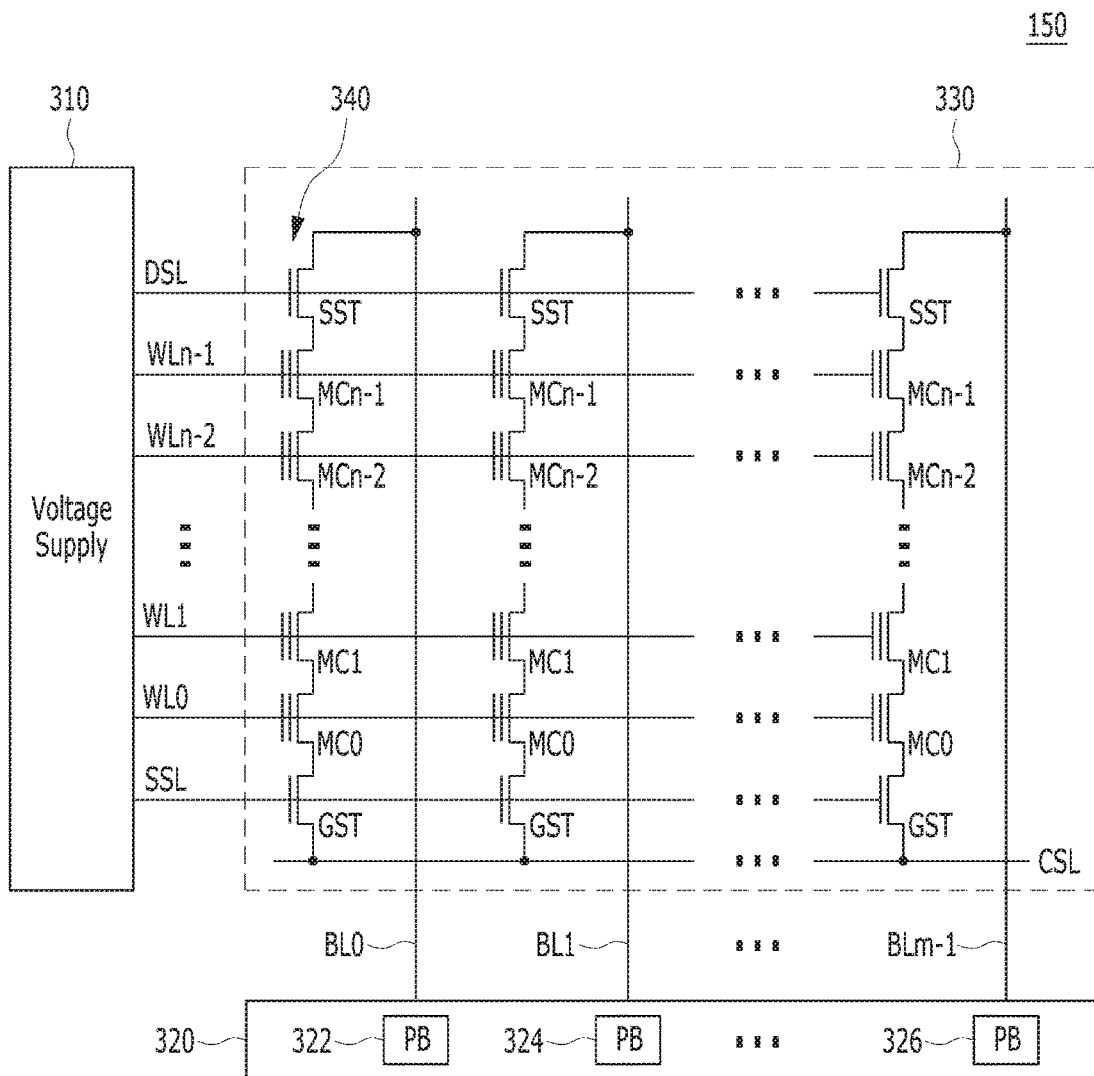 150
310
340
330
DSL
SST SST ▪ ▪ ▪ SST
WLn-1
MCn-1 MCn-1 ▪ ▪ ▪ MCn-1
WLn-2
MCn-2 MCn-2 ▪ ▪ ▪ MCn-2
Voltage
Supply
WL1
MC1 MC1 ▪ ▪ ▪ MC1
WL0
MC0 MC0 ▪ ▪ ▪ MC0
SSL
GST GST ▪ ▪ ▪ GST
CSL
BL0 BL1 ▪ ▪ ▪ BLm-1
320 322 PB 324 PB ▪ ▪ ▪ 326 PB